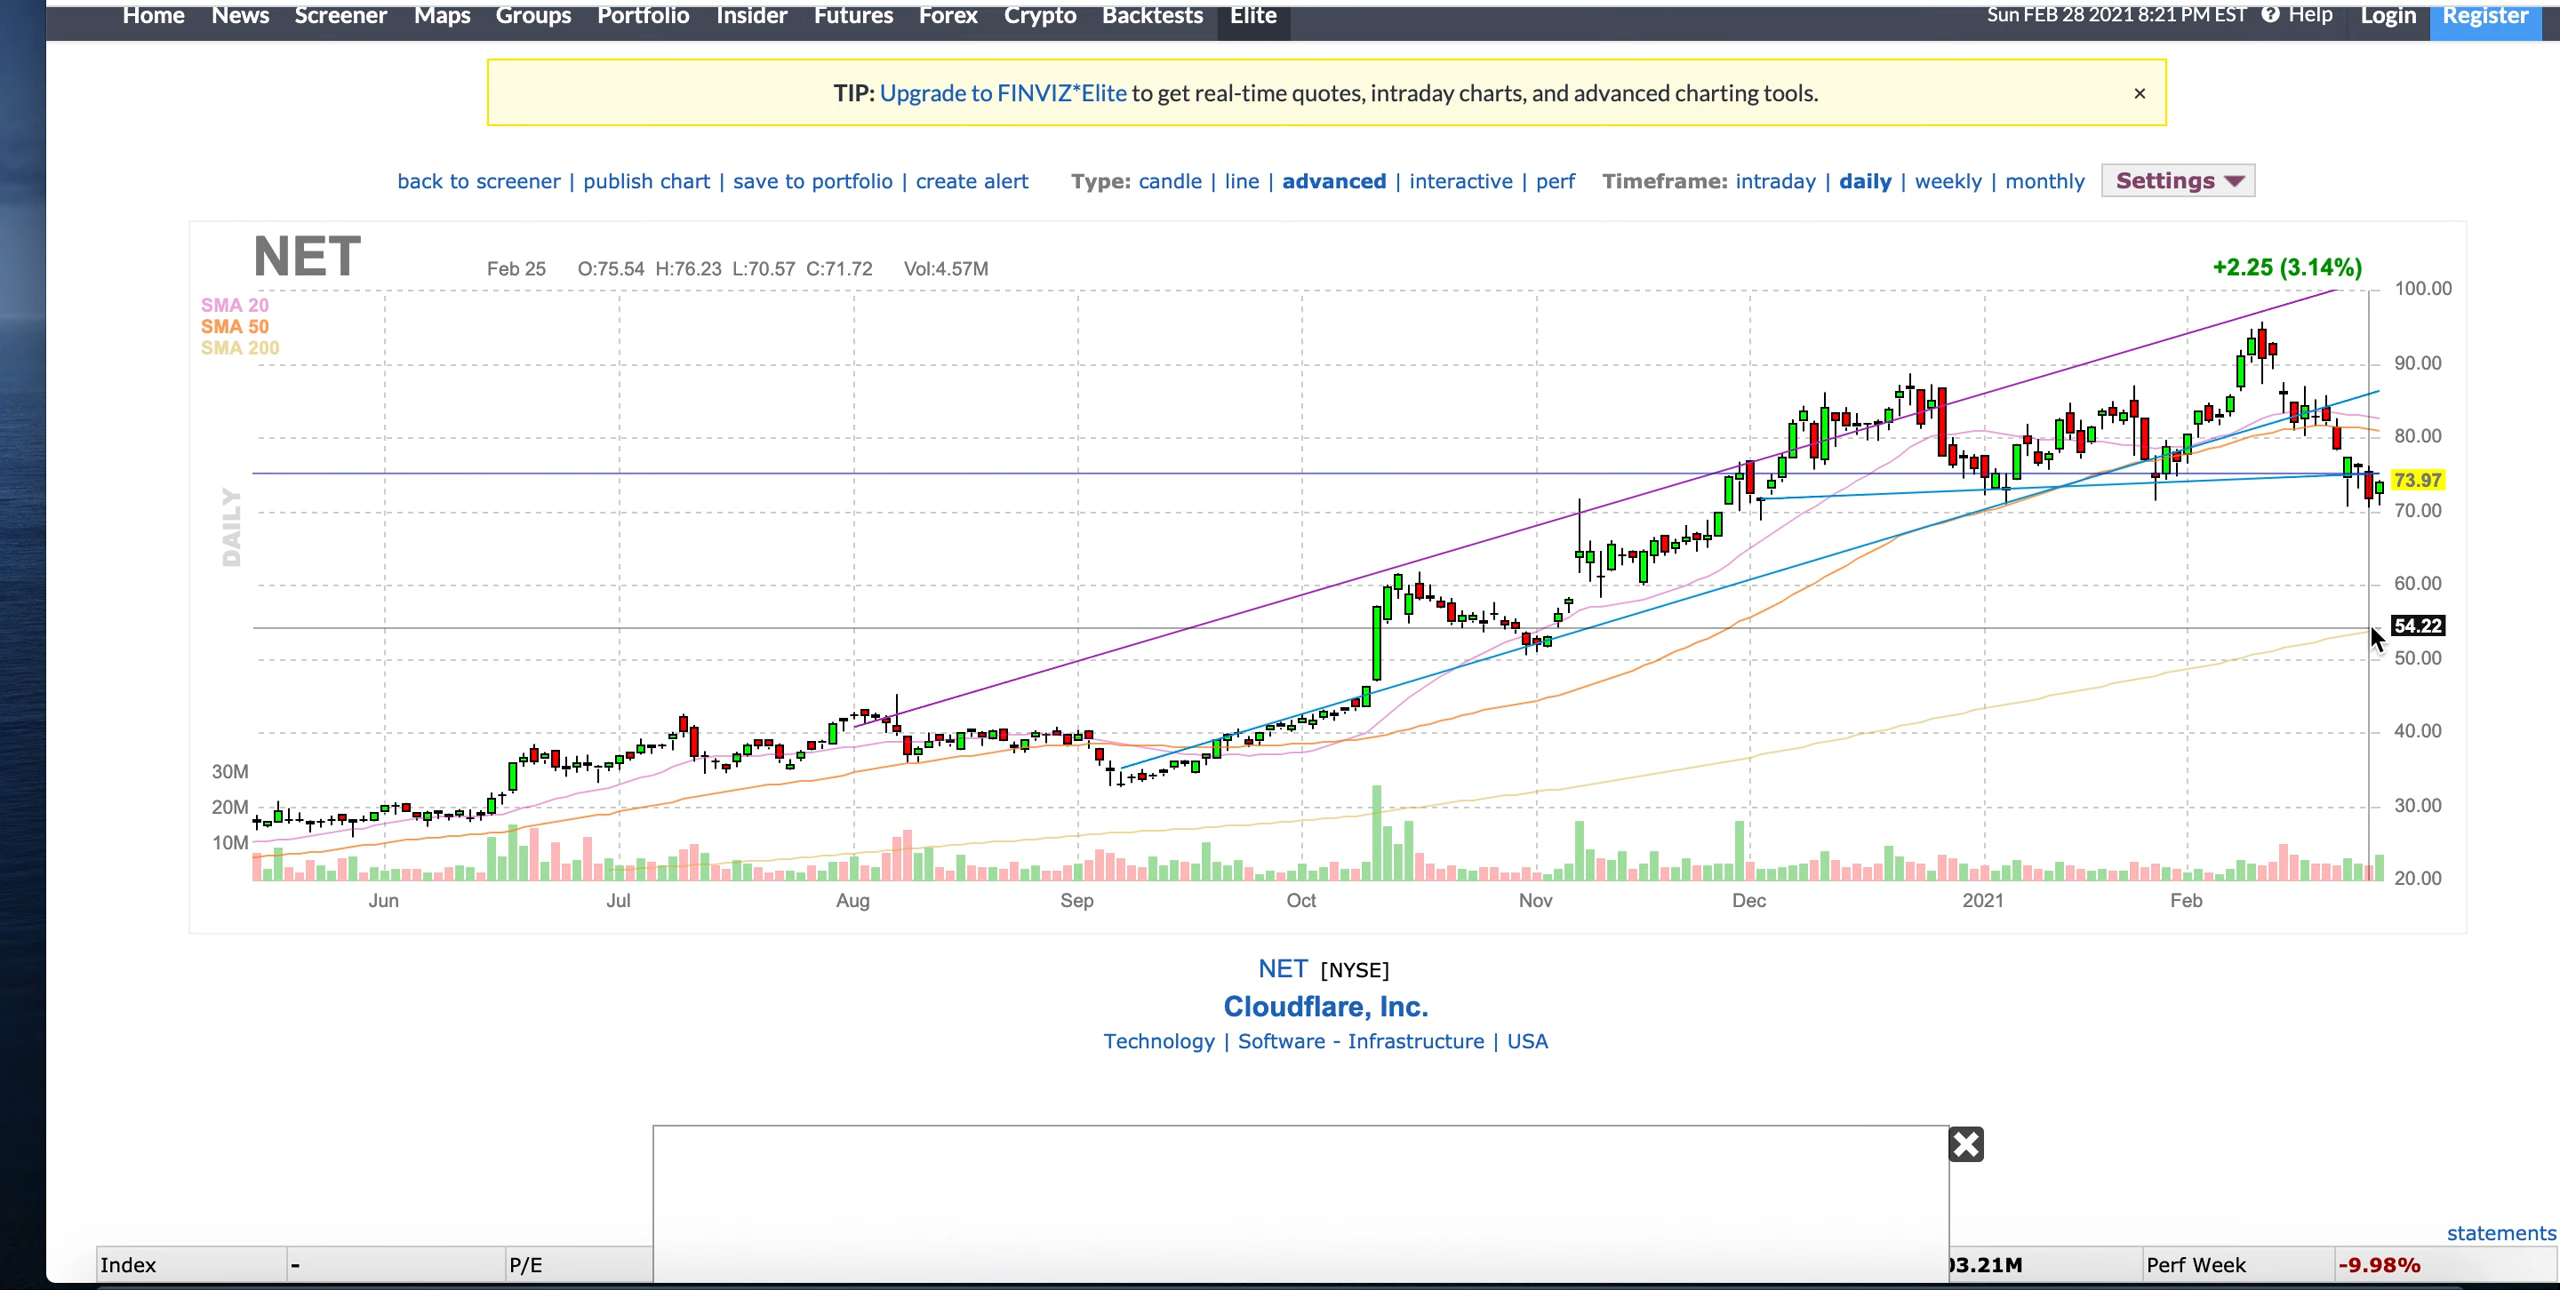 Home News Screener Maps Groups Portfolio Insider Futures Forex Crypto Backtests Elite Sun FEB 28 2021 8:21 PM EST ? Help Login Register
TIP: Upgrade to FINVIZ*Elite to get real-time quotes, intraday charts, and advanced charting tools. ×
back to screener | publish chart | save to portfolio | create alert Type: candle | line | advanced | interactive | perf Timeframe: intraday | daily | weekly | monthly Settings
NET Feb 25 O:75.54 H:76.23 L:70.57 C:71.72 Vol:4.57M +2.25 (3.14%)
SMA 20
SMA 50
SMA 200
DAILY
100.00
90.00
80.00
73.97
70.00
60.00
54.22
50.00
40.00
30.00
20.00
30M
20M
10M
Jun Jul Aug Sep Oct Nov Dec 2021 Feb
NET [NYSE]
Cloudflare, Inc.
Technology | Software - Infrastructure | USA
statements
Index - P/E 3.21M Perf Week -9.98%